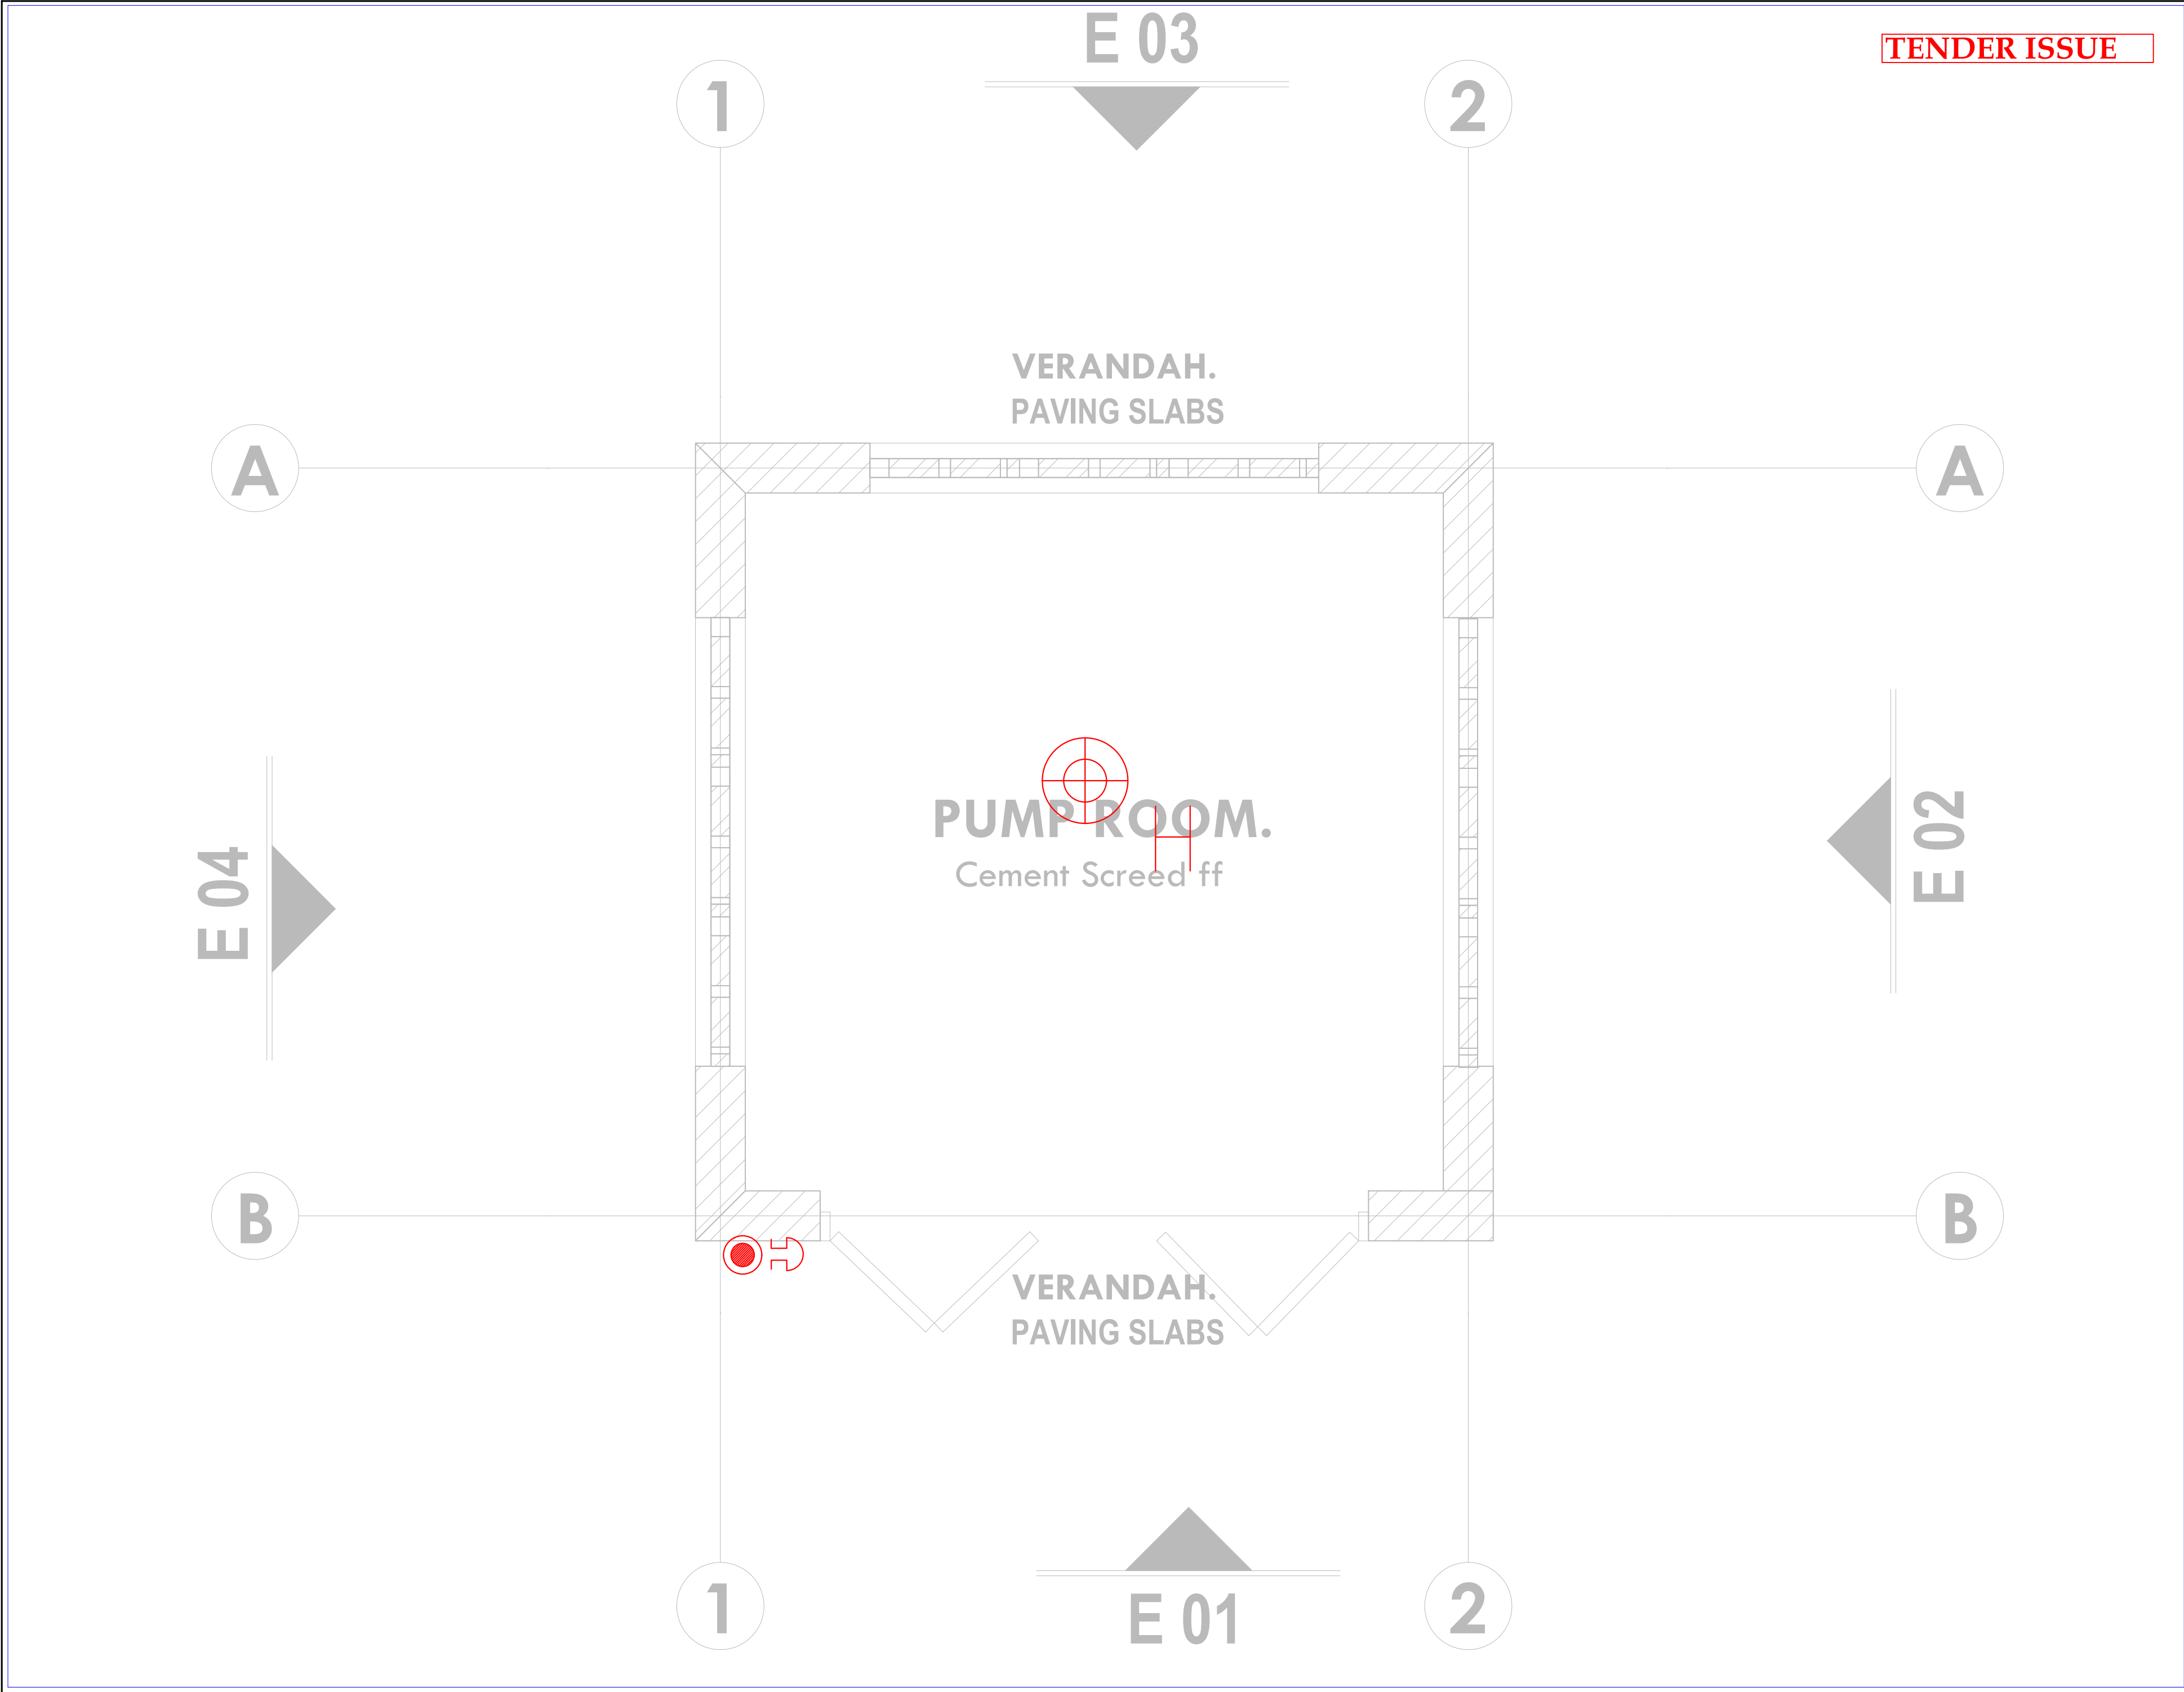 E 03
TENDER ISSUE
1
2
VERANDAH.
PAVING SLABS
A
A
PUMP ROOM.
H
Cement Screed ff
E 04
E 02
B
B
VERANDAH.
PAVING SLABS
1
2
E 01